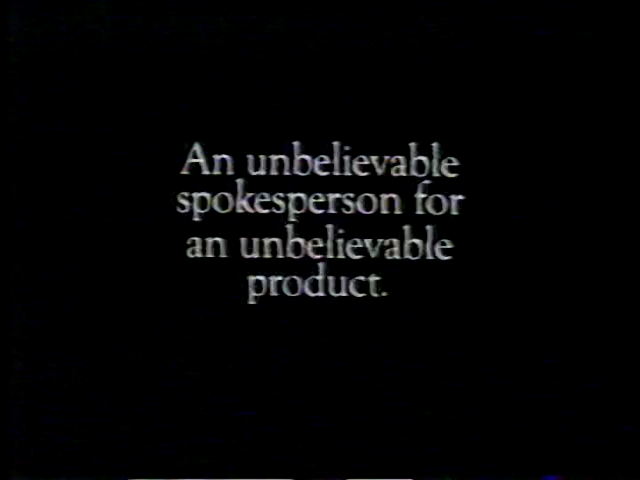 An unbelievable
spokesperson for
an unbelievable
product.